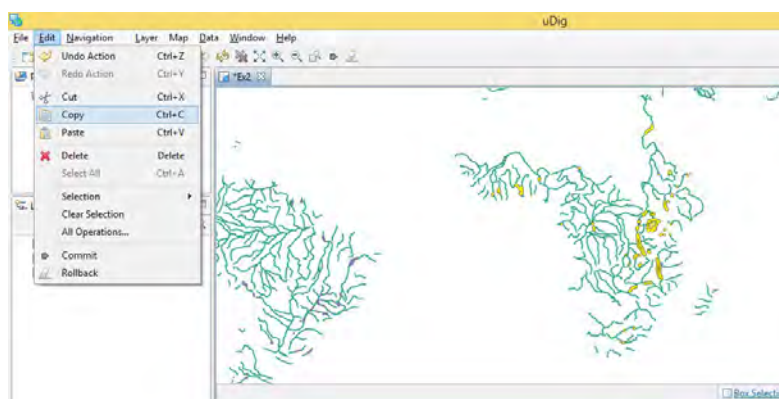 uDig
File Edit Navigation Layer Map Data Window Help
Undo Action Ctrl+Z
Redo Action Ctrl+Y
*Ex2
Cut Ctrl+X
Copy Ctrl+C
Paste Ctrl+V
Delete Delete
Select All Ctrl+A
Selection
Clear Selection
All Operations...
Commit
Rollback
Box Selecti